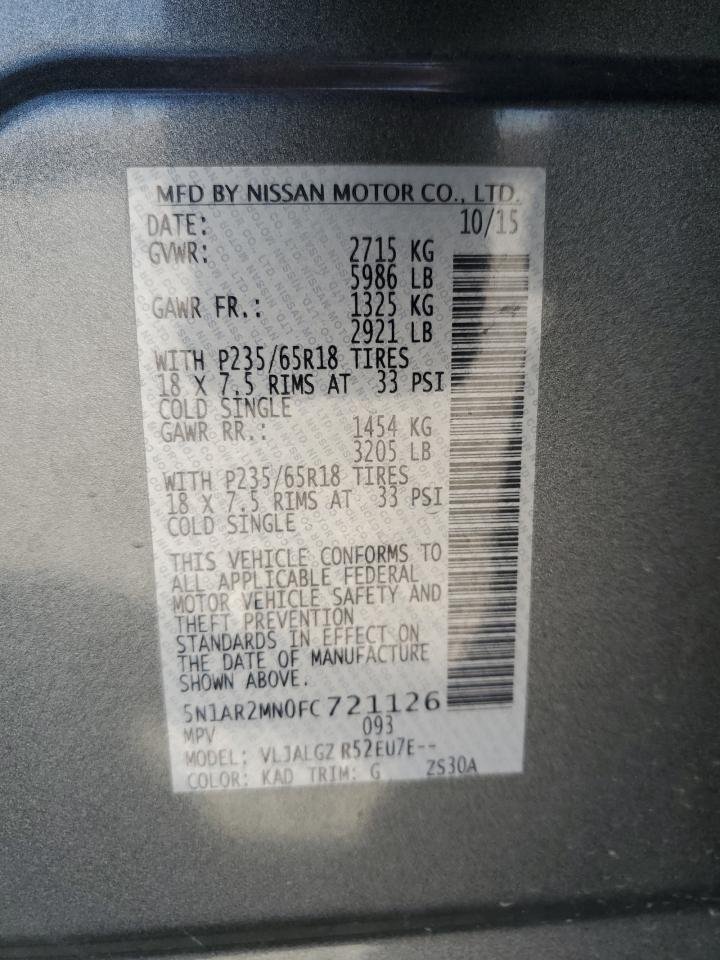 MFD BY NISSAN MOTOR CO., LTD.
DATE: 10/15
GVWR: 2715 KG
5986 LB
GAWR FR.: 1325 KG
2921 LB
WITH P235/65R18 TIRES
18 X 7.5 RIMS AT 33 PSI
COLD SINGLE
GAWR RR.: 1454 KG
3205 LB
WITH P235/65R18 TIRES
18 X 7.5 RIMS AT 33 PSI
COLD SINGLE
THIS VEHICLE CONFORMS TO
ALL APPLICABLE FEDERAL
MOTOR VEHICLE SAFETY AND
THEFT PREVENTION
STANDARDS IN EFFECT ON
THE DATE OF MANUFACTURE
SHOWN ABOVE.
5N1AR2MN0FC721126
MPV 093
MODEL: VLJALGZ R52EU7E--
COLOR: KAD TRIM: G ZS30A